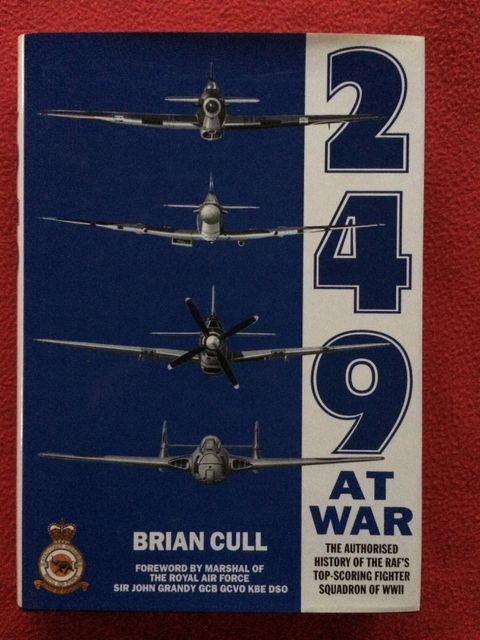 249
AT
WAR
THE AUTHORISED
HISTORY OF THE RAF'S
TOP-SCORING FIGHTER
SQUADRON OF WWII
BRIAN CULL
FOREWORD BY MARSHAL OF
THE ROYAL AIR FORCE
SIR JOHN GRANDY GCB GCVO KBE DSO